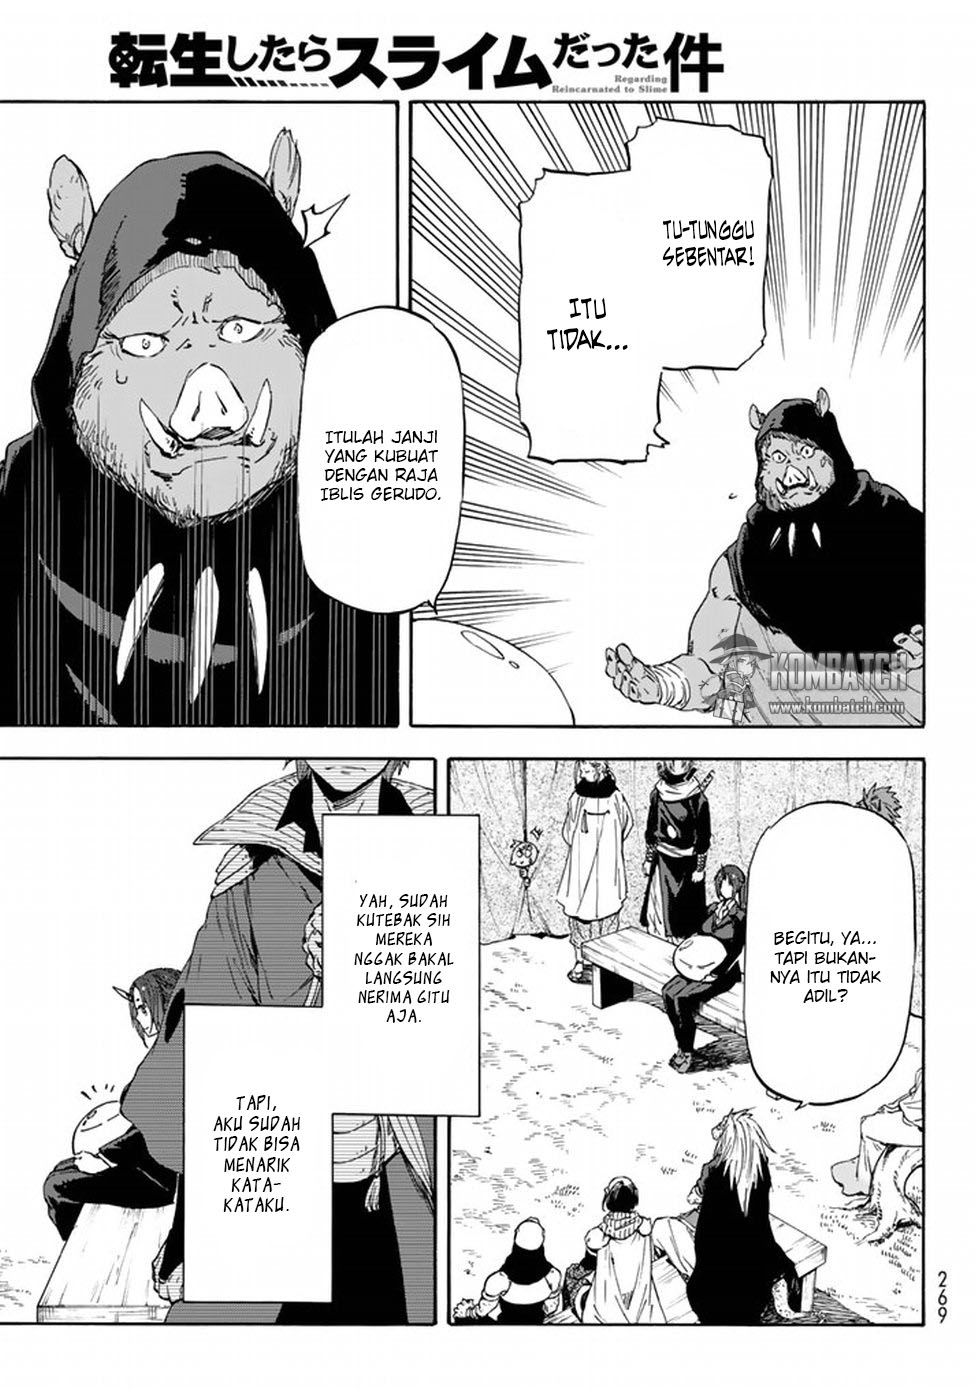 転生したらスライムだった件
Regarding
Reincarnated to Slime
TU-TUNGGU
SEBENTAR!
ITU
TIDAK...
ITULAH JANJI
YANG KUBUAT
DENGAN RAJA
IBLIS GERUDO.
KOMBATCH
www.kombatch.com
BEGITU, YA...
TAPI BUKAN-
NYA ITU TIDAK
ADIL?
YAH, SUDAH
KUTEBAK SIH
MEREKA
NGGAK BAKAL
LANGSUNG
NERIMA GITU
AJA.
TAPI,
AKU SUDAH
TIDAK BISA
MENARIK
KATA-
KATAKU.
269